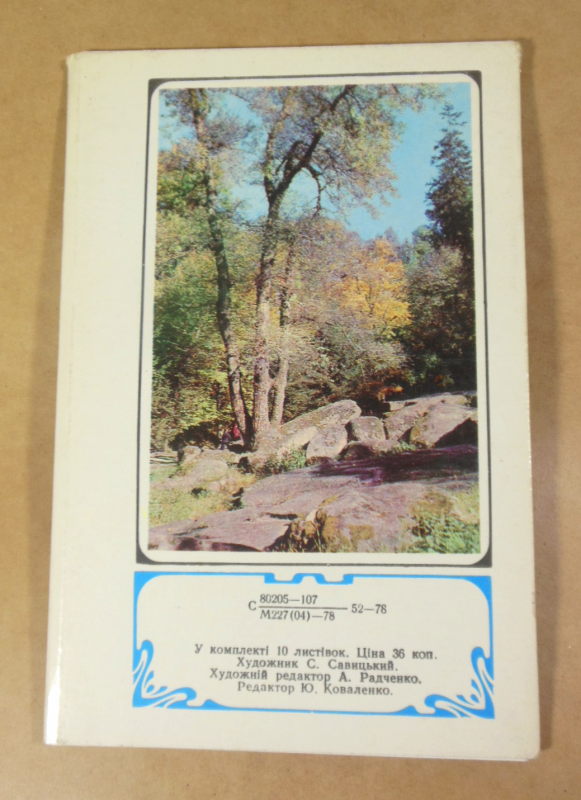 С 80205—107
М227(04)—78 52—78
У комплекті 10 листівок. Ціна 36 коп.
Художник С. Савицький.
Художній редактор А. Радченко.
Редактор Ю. Коваленко.